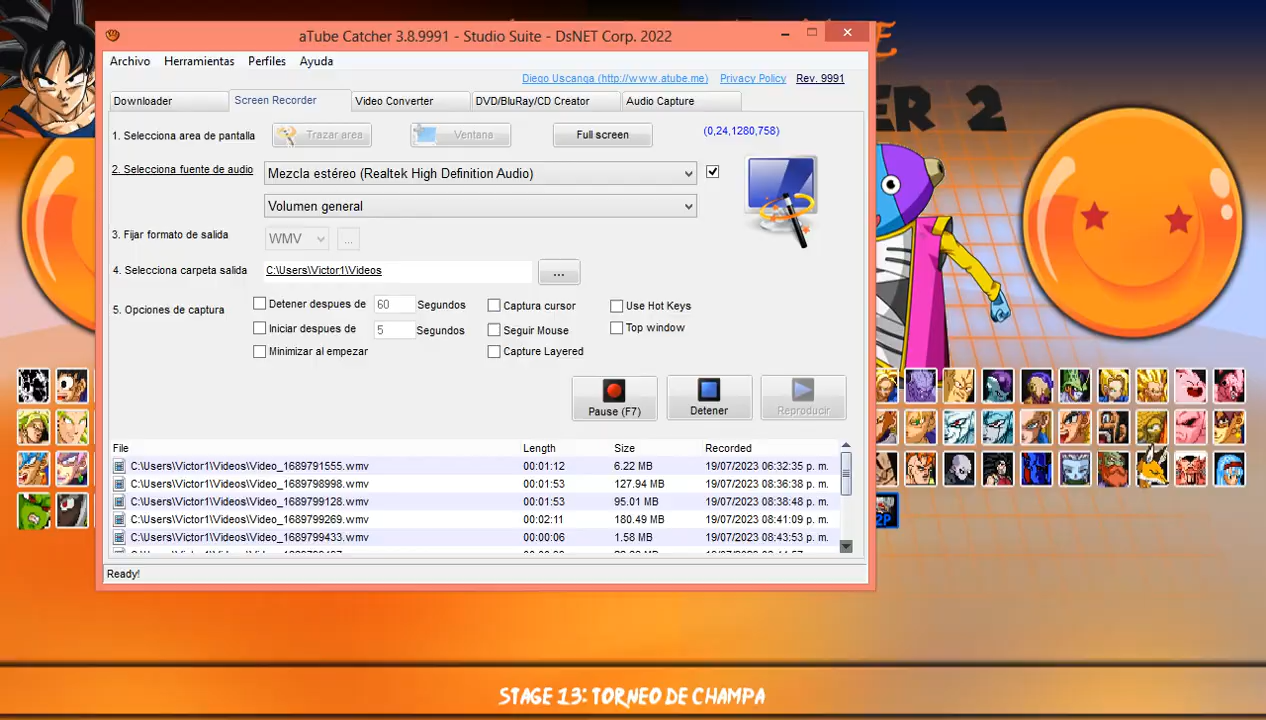 aTube Catcher 3.8.9991 - Studio Suite - DsNET Corp. 2022
Archivo Herramientas Perfiles Ayuda
Diego Uscanga (http://www.atube.me) Privacy Policy Rev. 9991
Downloader Screen Recorder Video Converter DVD/BluRay/CD Creator Audio Capture
1. Selecciona area de pantalla Trazar area Ventana Full screen (0,24,1280,758)
2. Selecciona fuente de audio Mezcla estéreo (Realtek High Definition Audio)
Volumen general
3. Fijar formato de salida WMV ...
4. Selecciona carpeta salida C:\Users\Victor1\Videos ...
5. Opciones de captura Detener despues de 60 Segundos Captura cursor Use Hot Keys
Iniciar despues de 5 Segundos Seguir Mouse Top window
Minimizar al empezar Capture Layered
Pause (F7) Detener Reproducir
File Length Size Recorded
C:\Users\Victor1\Videos\Video_1689791555.wmv 00:01:12 6.22 MB 19/07/2023 06:32:35 p. m.
C:\Users\Victor1\Videos\Video_1689798998.wmv 00:01:53 127.94 MB 19/07/2023 08:36:38 p. m.
C:\Users\Victor1\Videos\Video_1689799128.wmv 00:01:53 95.01 MB 19/07/2023 08:38:48 p. m.
C:\Users\Victor1\Videos\Video_1689799269.wmv 00:02:11 180.49 MB 19/07/2023 08:41:09 p. m.
C:\Users\Victor1\Videos\Video_1689799433.wmv 00:00:06 1.58 MB 19/07/2023 08:43:53 p. m.
Ready!
ER 2
2P
STAGE 13: TORNEO DE CHAMPA